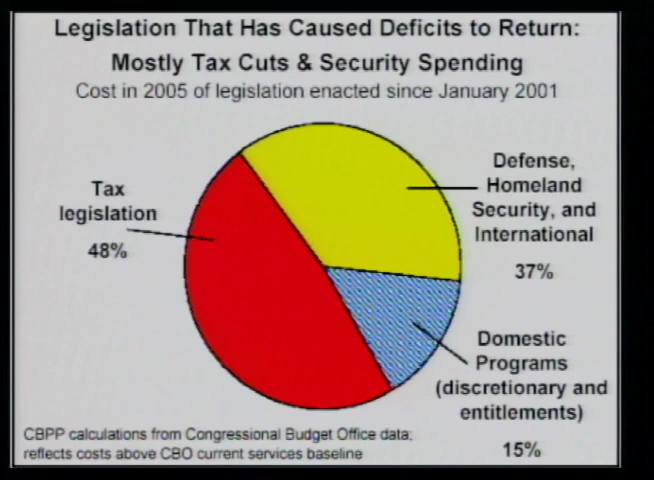 Legislation That Has Caused Deficits to Return:
Mostly Tax Cuts & Security Spending
Cost in 2005 of legislation enacted since January 2001
Tax
legislation
48%
Defense,
Homeland
Security, and
International
37%
Domestic
Programs
(discretionary and
entitlements)
15%
CBPP calculations from Congressional Budget Office data;
reflects costs above CBO current services baseline